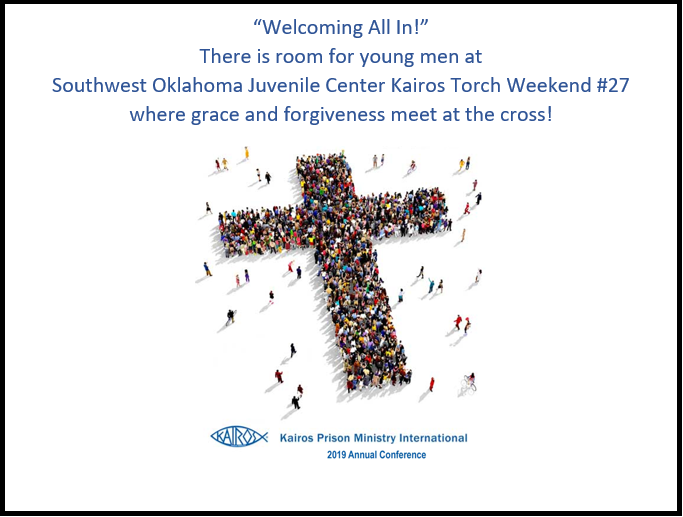 “Welcoming All In!”
There is room for young men at
Southwest Oklahoma Juvenile Center Kairos Torch Weekend #27
where grace and forgiveness meet at the cross!
KAIROS Kairos Prison Ministry International
2019 Annual Conference